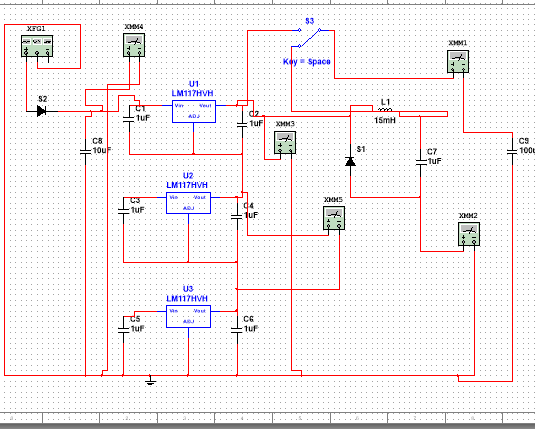 XFG1
XMM4
S3
Key = Space
XMM1
S2
C1
1uF
U1
LM117HVH
Vin
Vout
ADJ
C2
1uF
XMM3
L1
15mH
C8
10uF
S1
C7
1uF
C9
100u
U2
LM117HVH
Vin
Vout
ADJ
C3
1uF
C4
1uF
XMM5
XMM2
U3
LM117HVH
Vin
Vout
ADJ
C5
1uF
C6
1uF